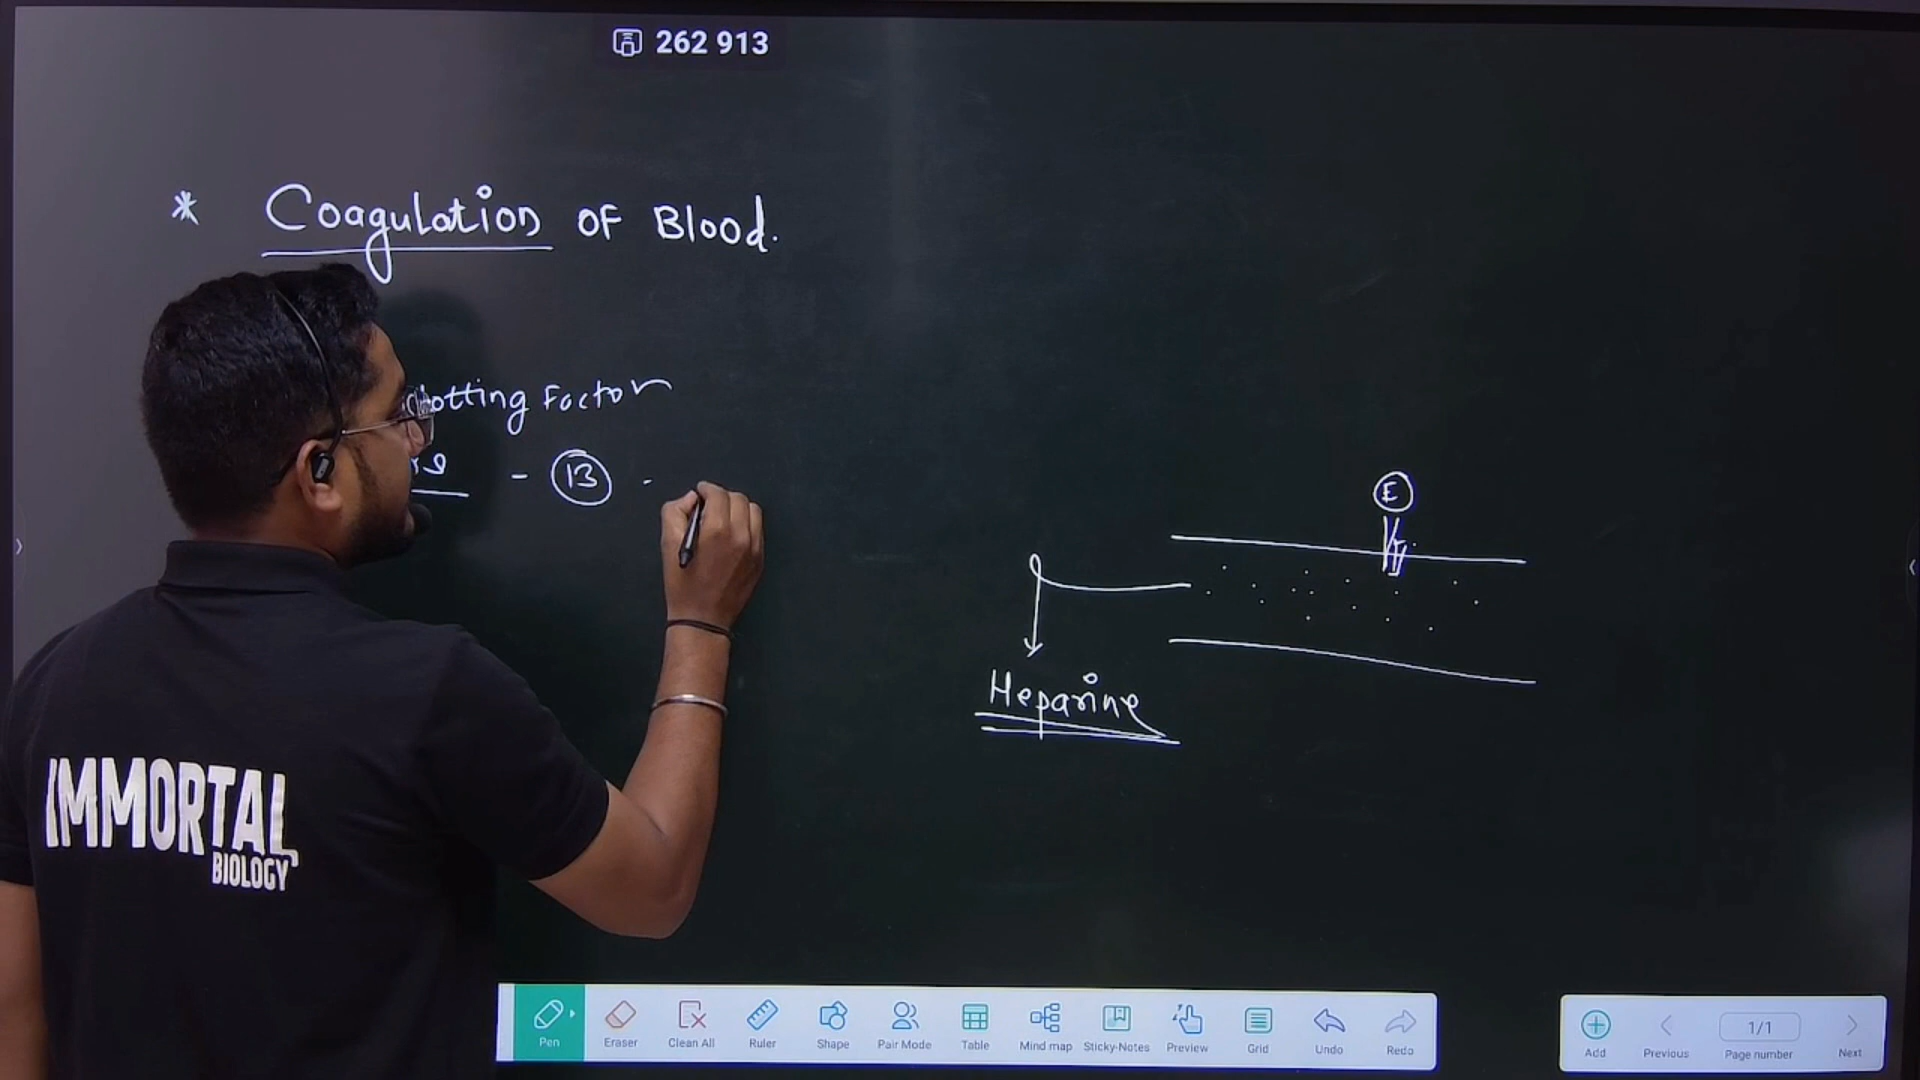 262 913
* Coagulation OF Blood.
Clotting Factor
- 13 -
E
Heparine
IMMORTAL
BIOLOGY
Pen
Eraser
Clean All
Ruler
Shape
Pair Mode
Table
Mind map
Sticky-Notes
Preview
Grid
Undo
Redo
Add
Previous
1/1
Page number
Next